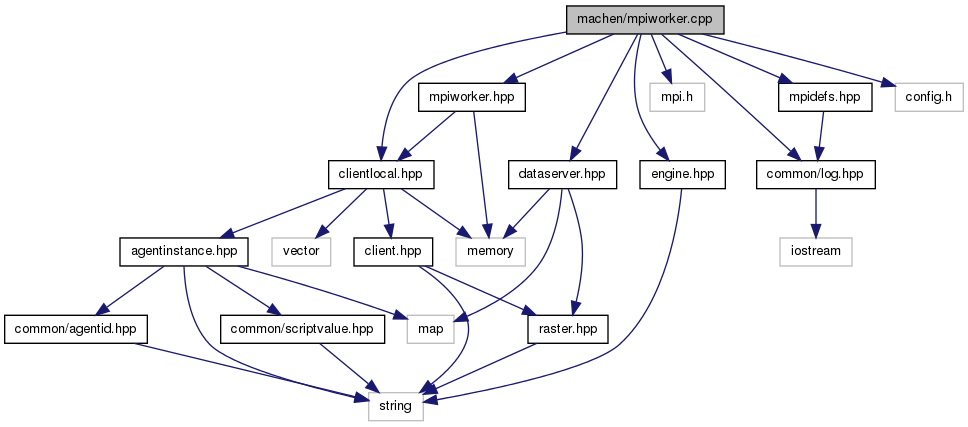 machen/mpiworker.cpp
mpiworker.hpp
mpi.h
mpidefs.hpp
config.h
clientlocal.hpp
dataserver.hpp
engine.hpp
common/log.hpp
agentinstance.hpp
vector
client.hpp
memory
iostream
common/agentid.hpp
common/scriptvalue.hpp
map
raster.hpp
string